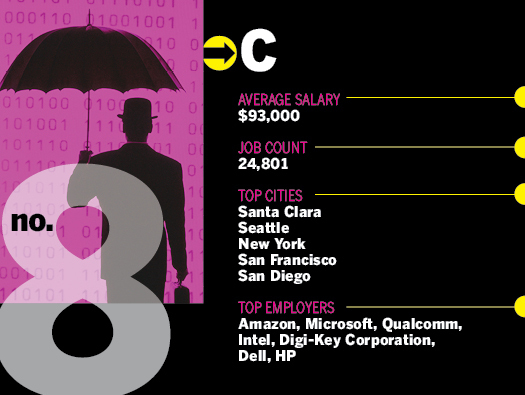 no.
8
C
AVERAGE SALARY
$93,000
JOB COUNT
24,801
TOP CITIES
Santa Clara
Seattle
New York
San Francisco
San Diego
TOP EMPLOYERS
Amazon, Microsoft, Qualcomm,
Intel, Digi-Key Corporation,
Dell, HP